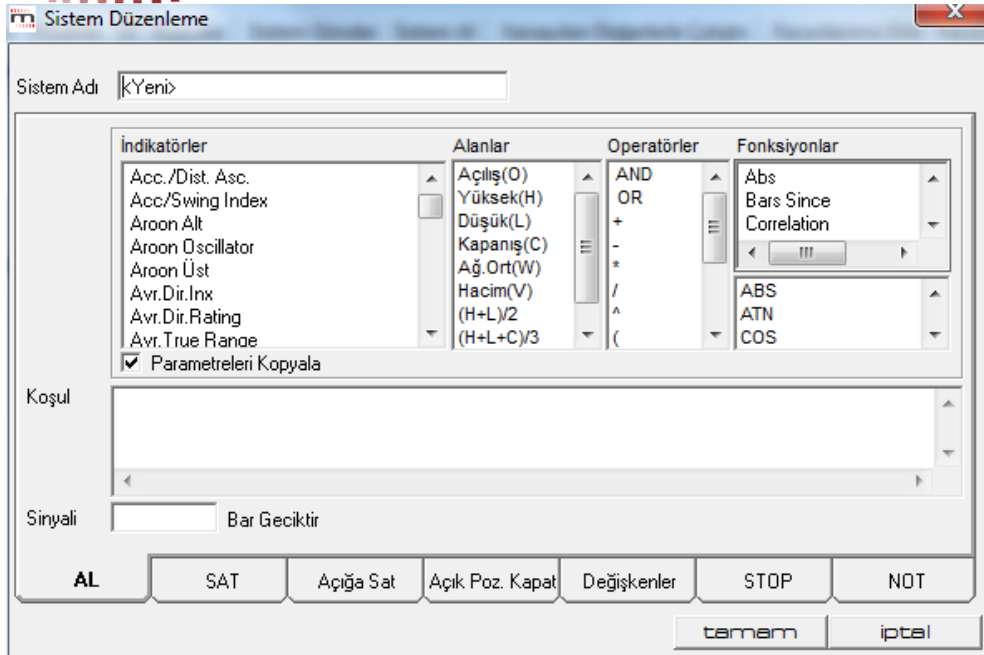 Sistem Düzenleme
Sistem Adı <Yeni>
İndikatörler
Acc./Dist. Asc.
Acc/Swing Index
Aroon Alt
Aroon Oscillator
Aroon Üst
Avr.Dir.Inx
Avr.Dir.Rating
Avr.True Range
Alanlar
Açılış(O)
Yüksek(H)
Düşük(L)
Kapanış(C)
Ağ.Ort(W)
Hacim(V)
(H+L)/2
(H+L+C)/3
Operatörler
AND
OR
+
-
*
/
^
(
Fonksiyonlar
Abs
Bars Since
Correlation
ABS
ATN
COS
Parametreleri Kopyala
Koşul
Sinyali Bar Geciktir
AL SAT Açığa Sat Açık Poz. Kapat Değişkenler STOP NOT
tamam iptal